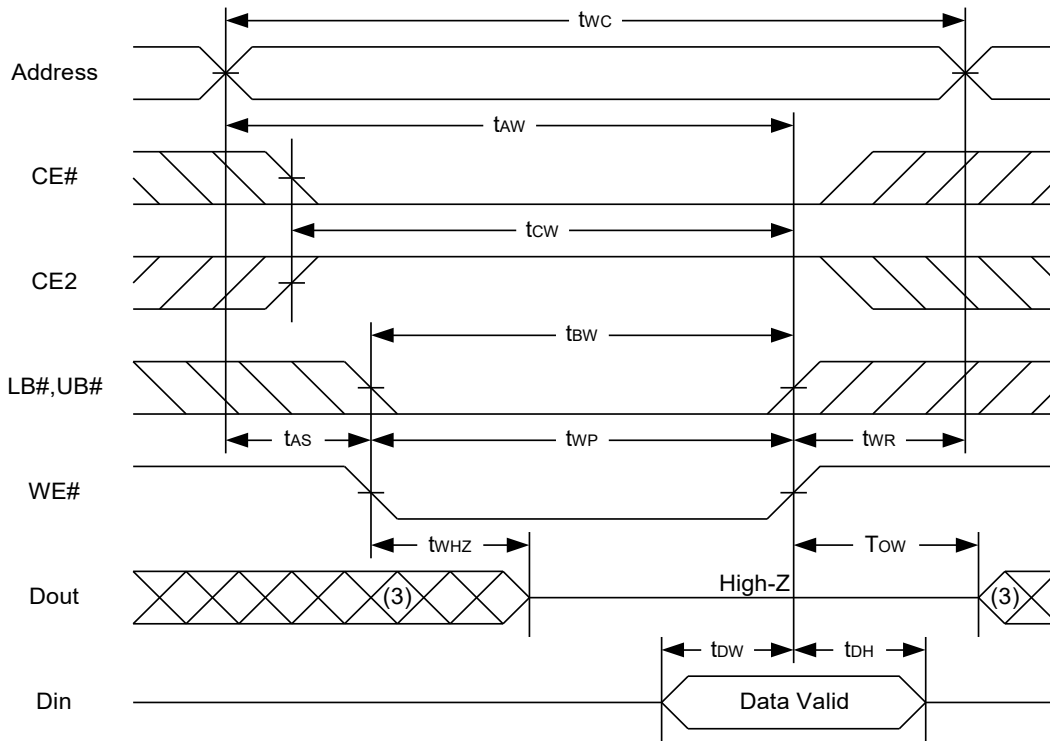 tWC
Address
tAW
CE#
tCW
CE2
tBW
LB#,UB#
tAS tWP tWR
WE#
tWHZ TOW
High-Z
Dout (3) (3)
tDW tDH
Din Data Valid